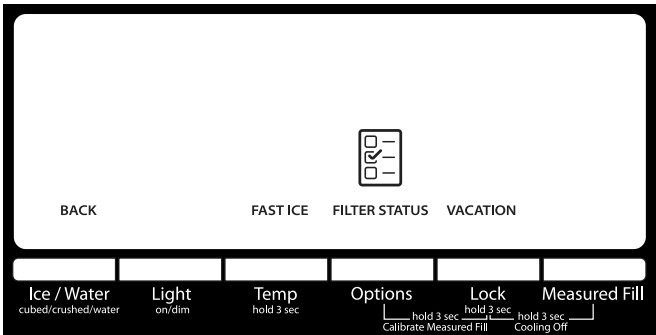 BACK FAST ICE FILTER STATUS VACATION
Ice / Water Light Temp Options Lock Measured Fill
cubed/crushed/water on/dim hold 3 sec hold 3 sec
hold 3 sec hold 3 sec
Calibrate Measured Fill Cooling Off